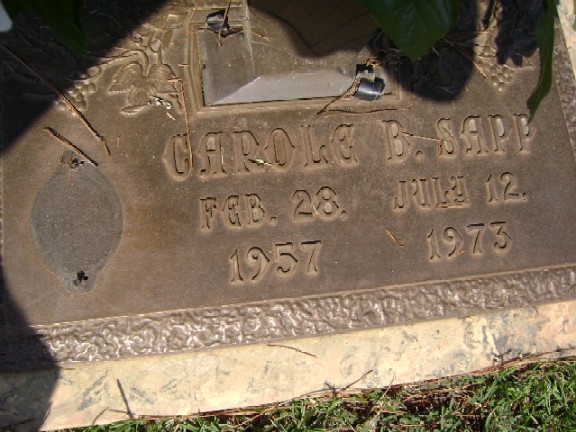 CAROLE B. SAPP
FEB. 28. JULY 12.
1957 1973